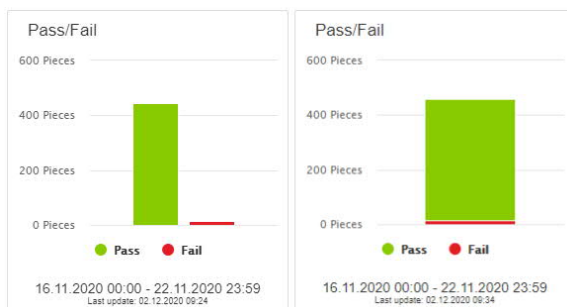 Pass/Fail
600 Pieces
400 Pieces
200 Pieces
0 Pieces
Pass Fail
16.11.2020 00:00 - 22.11.2020 23:59
Last update: 02.12.2020 09:24
Pass/Fail
600 Pieces
400 Pieces
200 Pieces
0 Pieces
Pass Fail
16.11.2020 00:00 - 22.11.2020 23:59
Last update: 02.12.2020 09:34